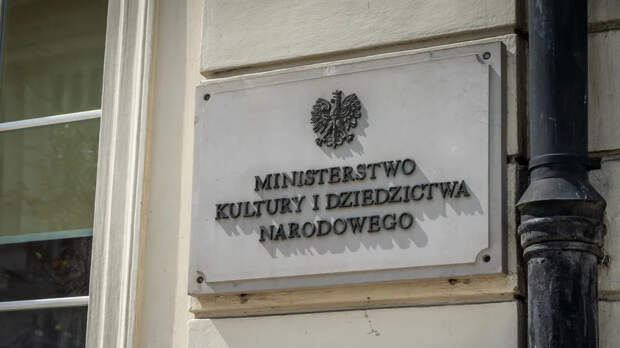 MINISTERSTWO
KULTURY I DZIEDZICTWA
NARODOWEGO